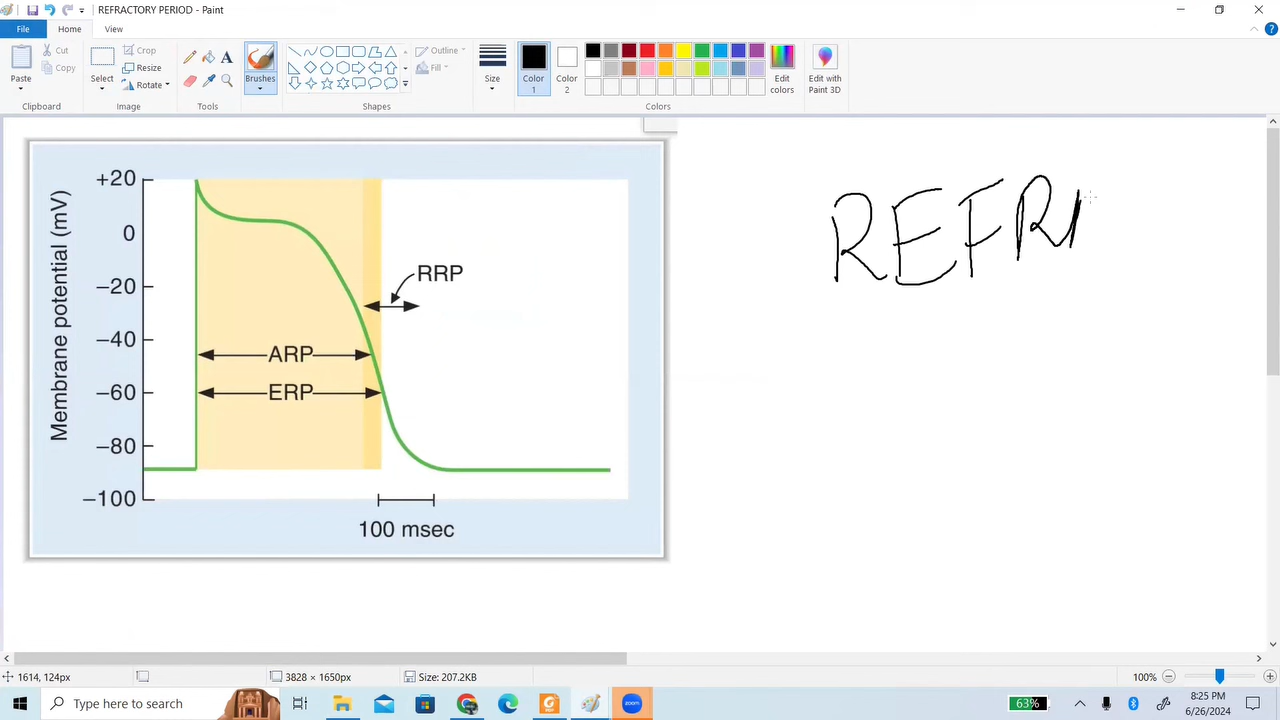 REFRACTORY PERIOD - Paint
File
Home
View
Paste
Cut
Copy
Clipboard
Select
Crop
Resize
Rotate
Image
Tools
Brushes
Shapes
Outline
Fill
Size
Color 1
Color 2
Colors
Edit colors
Edit with Paint 3D
Membrane potential (mV)
+20
0
−20
−40
−60
−80
−100
RRP
ARP
ERP
100 msec
REFR
1614, 124px
3828 × 1650px
Size: 207.2KB
100%
Type here to search
zoom
63%
8:25 PM
6/26/2024